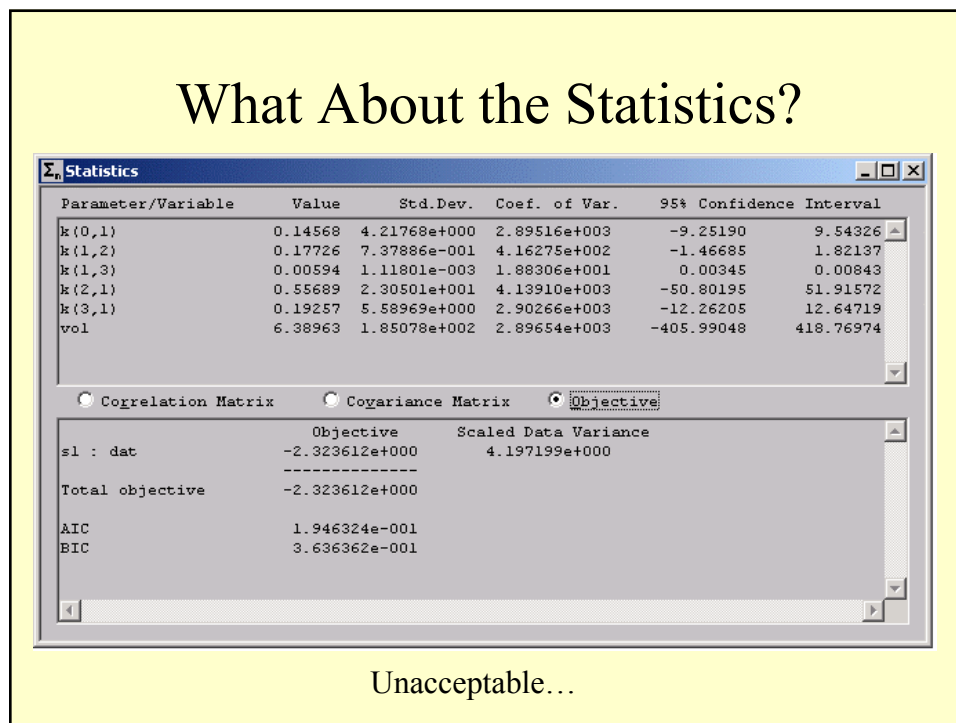 What About the Statistics?
Σn Statistics
Parameter/Variable Value Std.Dev. Coef. of Var. 95% Confidence Interval
k(0,1) 0.14568 4.21768e+000 2.89516e+003 -9.25190 9.54326
k(1,2) 0.17726 7.37886e-001 4.16275e+002 -1.46685 1.82137
k(1,3) 0.00594 1.11801e-003 1.88306e+001 0.00345 0.00843
k(2,1) 0.55689 2.30501e+001 4.13910e+003 -50.80195 51.91572
k(3,1) 0.19257 5.58969e+000 2.90266e+003 -12.26205 12.64719
vol 6.38963 1.85078e+002 2.89654e+003 -405.99048 418.76974
Correlation Matrix Covariance Matrix Objective
Objective Scaled Data Variance
s1 : dat -2.323612e+000 4.197199e+000
--------------
Total objective -2.323612e+000
AIC 1.946324e-001
BIC 3.636362e-001
Unacceptable…